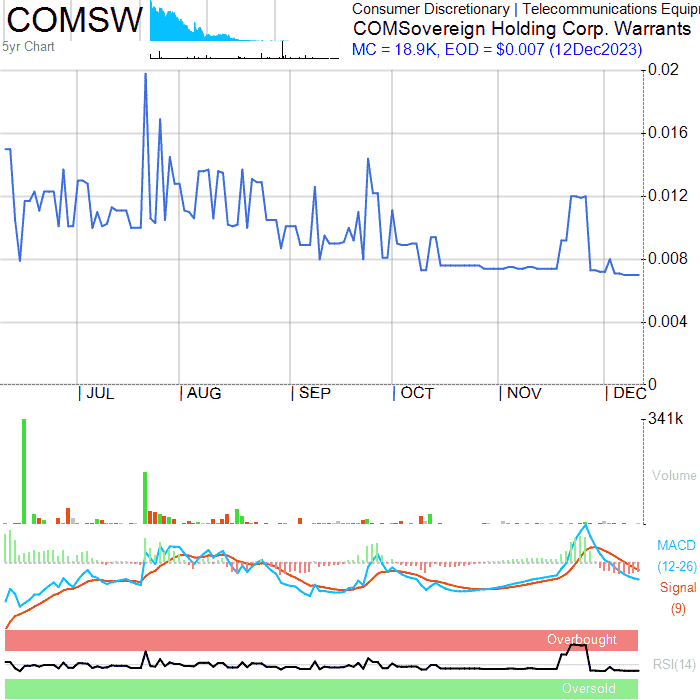 COMSW
5yr Chart
Consumer Discretionary | Telecommunications Equip
COMSovereign Holding Corp. Warrants
MC = 18.9K, EOD = $0.007 (12Dec2023)
0.02
0.016
0.012
0.008
0.004
0
| JUL | AUG | SEP | OCT | NOV | DEC
341k
Volume
MACD
(12-26)
Signal
(9)
Overbought
RSI(14)
Oversold